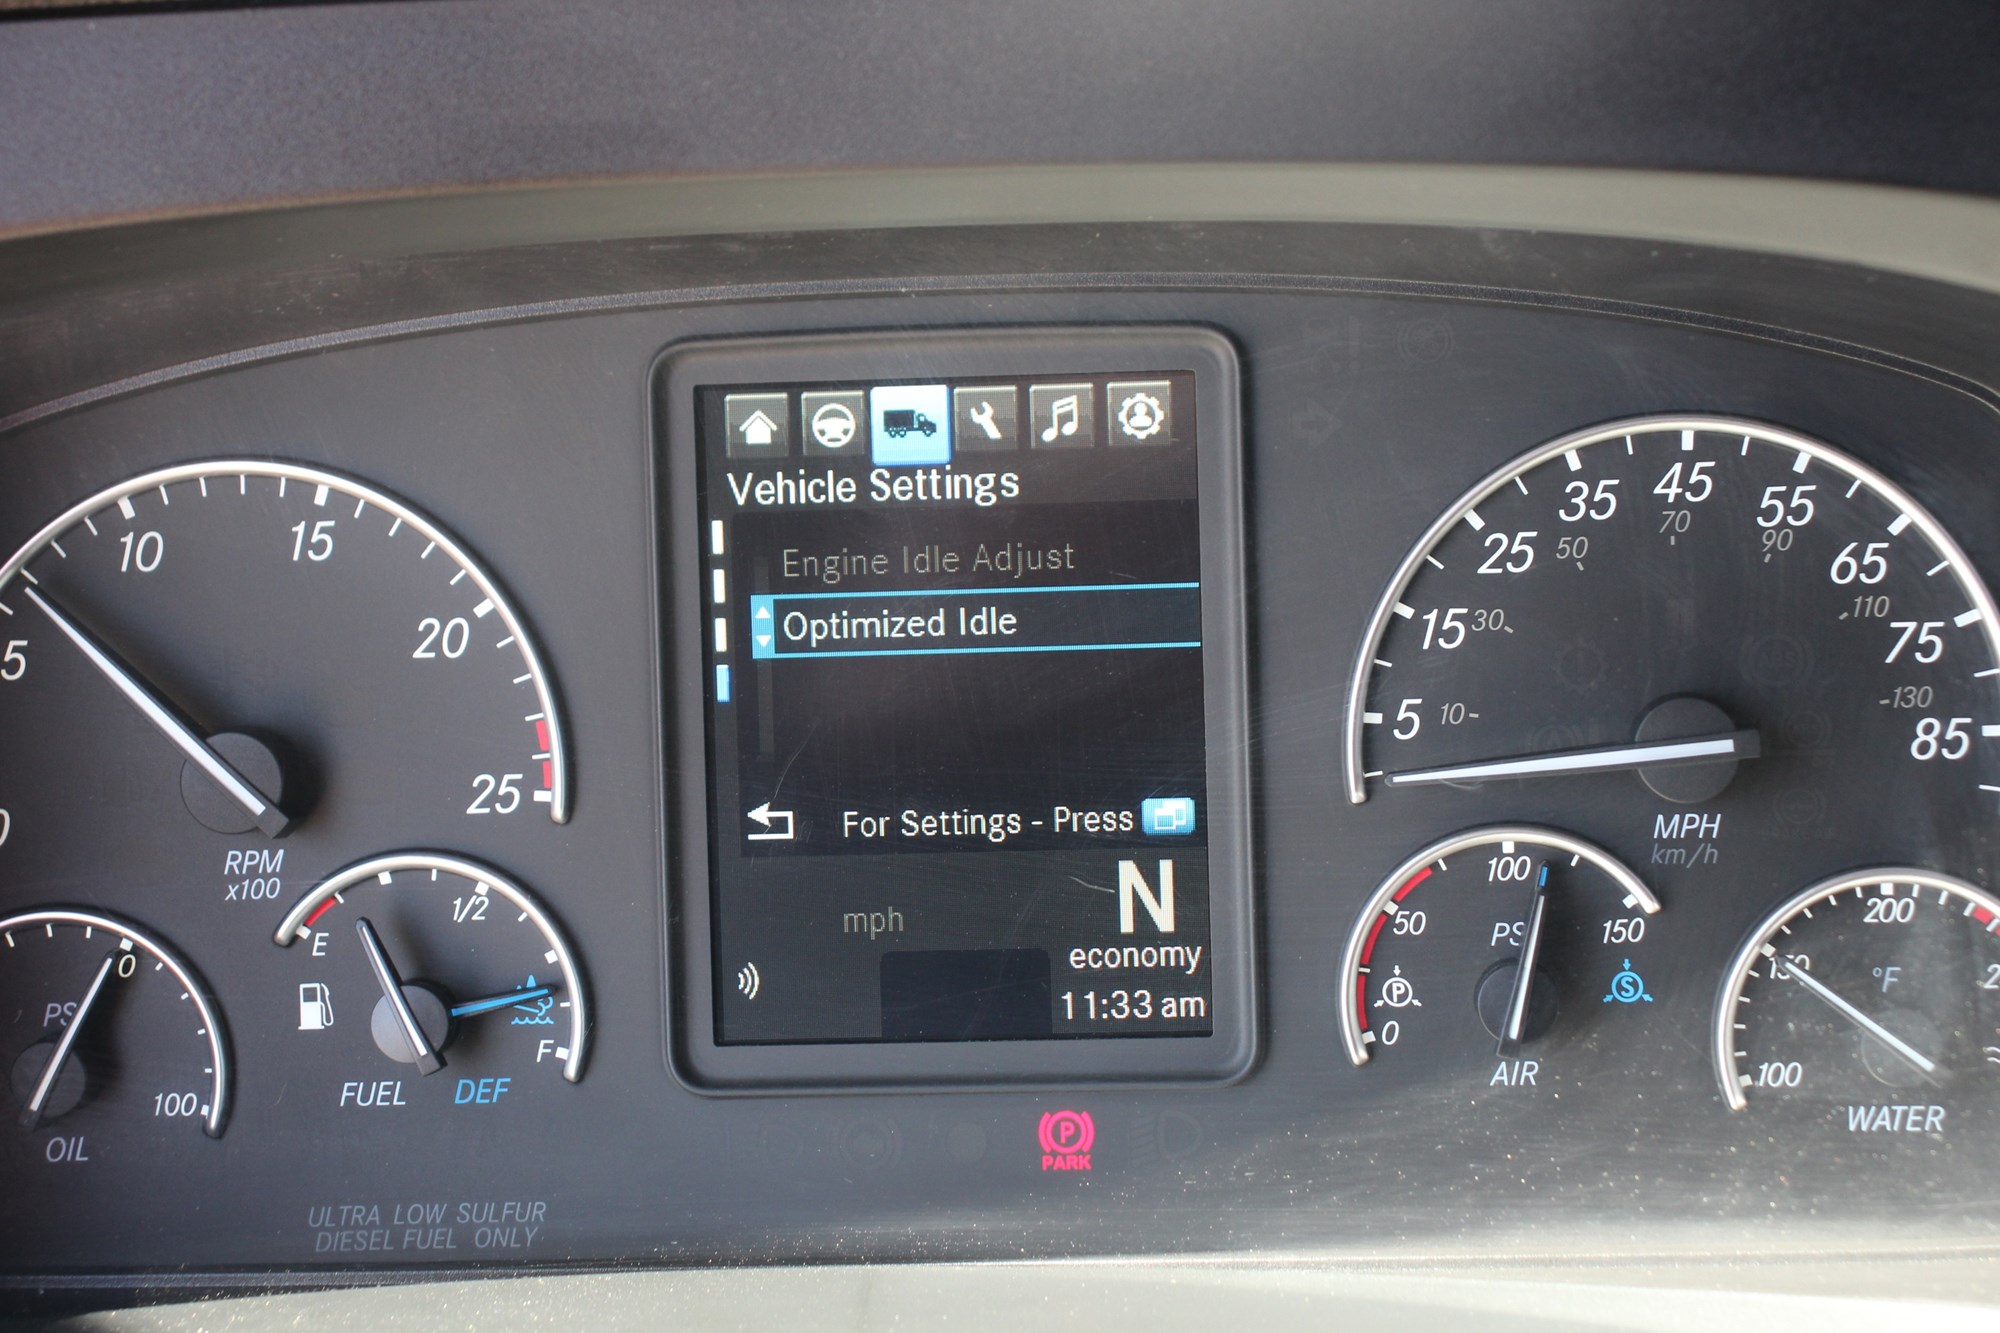 Vehicle Settings
Engine Idle Adjust
Optimized Idle
For Settings - Press
mph
N
economy
11:33 am
5
10
15
20
25
RPM
x100
0
100
OIL
E
1/2
F
FUEL
DEF
ULTRA LOW SULFUR
DIESEL FUEL ONLY
P
PARK
5
15
25
35
45
55
65
75
85
10
30
50
70
90
110
130
MPH
km/h
0
50
100
150
P
S
AIR
100
150
200
°F
WATER